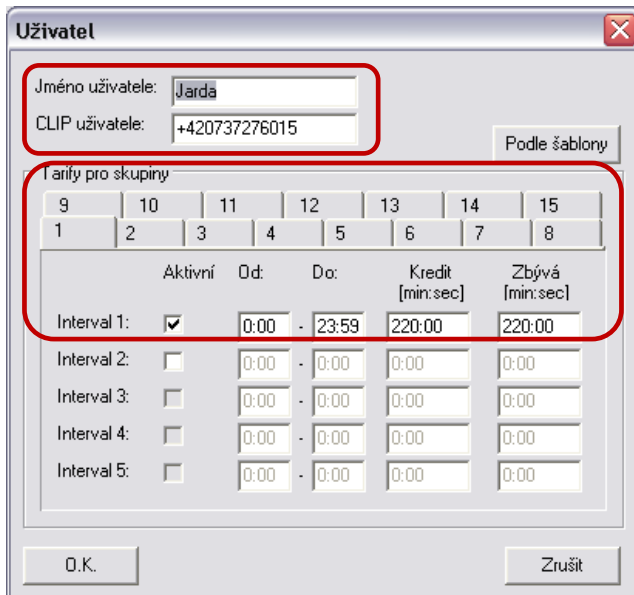 Uživatel
Jméno uživatele: Jarda
CLIP uživatele: +420737276015
Podle šablony
Tarify pro skupiny
9 10 11 12 13 14 15
1 2 3 4 5 6 7 8
Aktivní Od: Do: Kredit Zbývá
[min:sec] [min:sec]
Interval 1: 0:00 - 23:59 220:00 220:00
Interval 2: 0:00 - 0:00 0:00 0:00
Interval 3: 0:00 - 0:00 0:00 0:00
Interval 4: 0:00 - 0:00 0:00 0:00
Interval 5: 0:00 - 0:00 0:00 0:00
O.K. Zrušit